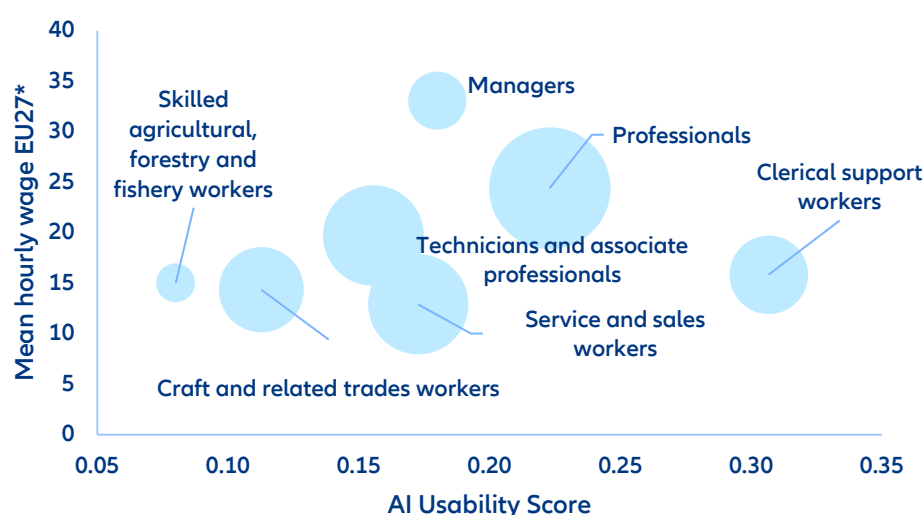 40
35
30
25
20
15
10
5
0
Mean hourly wage EU27*
Skilled
agricultural,
forestry and
fishery workers
Managers
Professionals
Clerical support
workers
Technicians and associate
professionals
Service and sales
workers
Craft and related trades workers
0.05 0.10 0.15 0.20 0.25 0.30 0.35
AI Usability Score